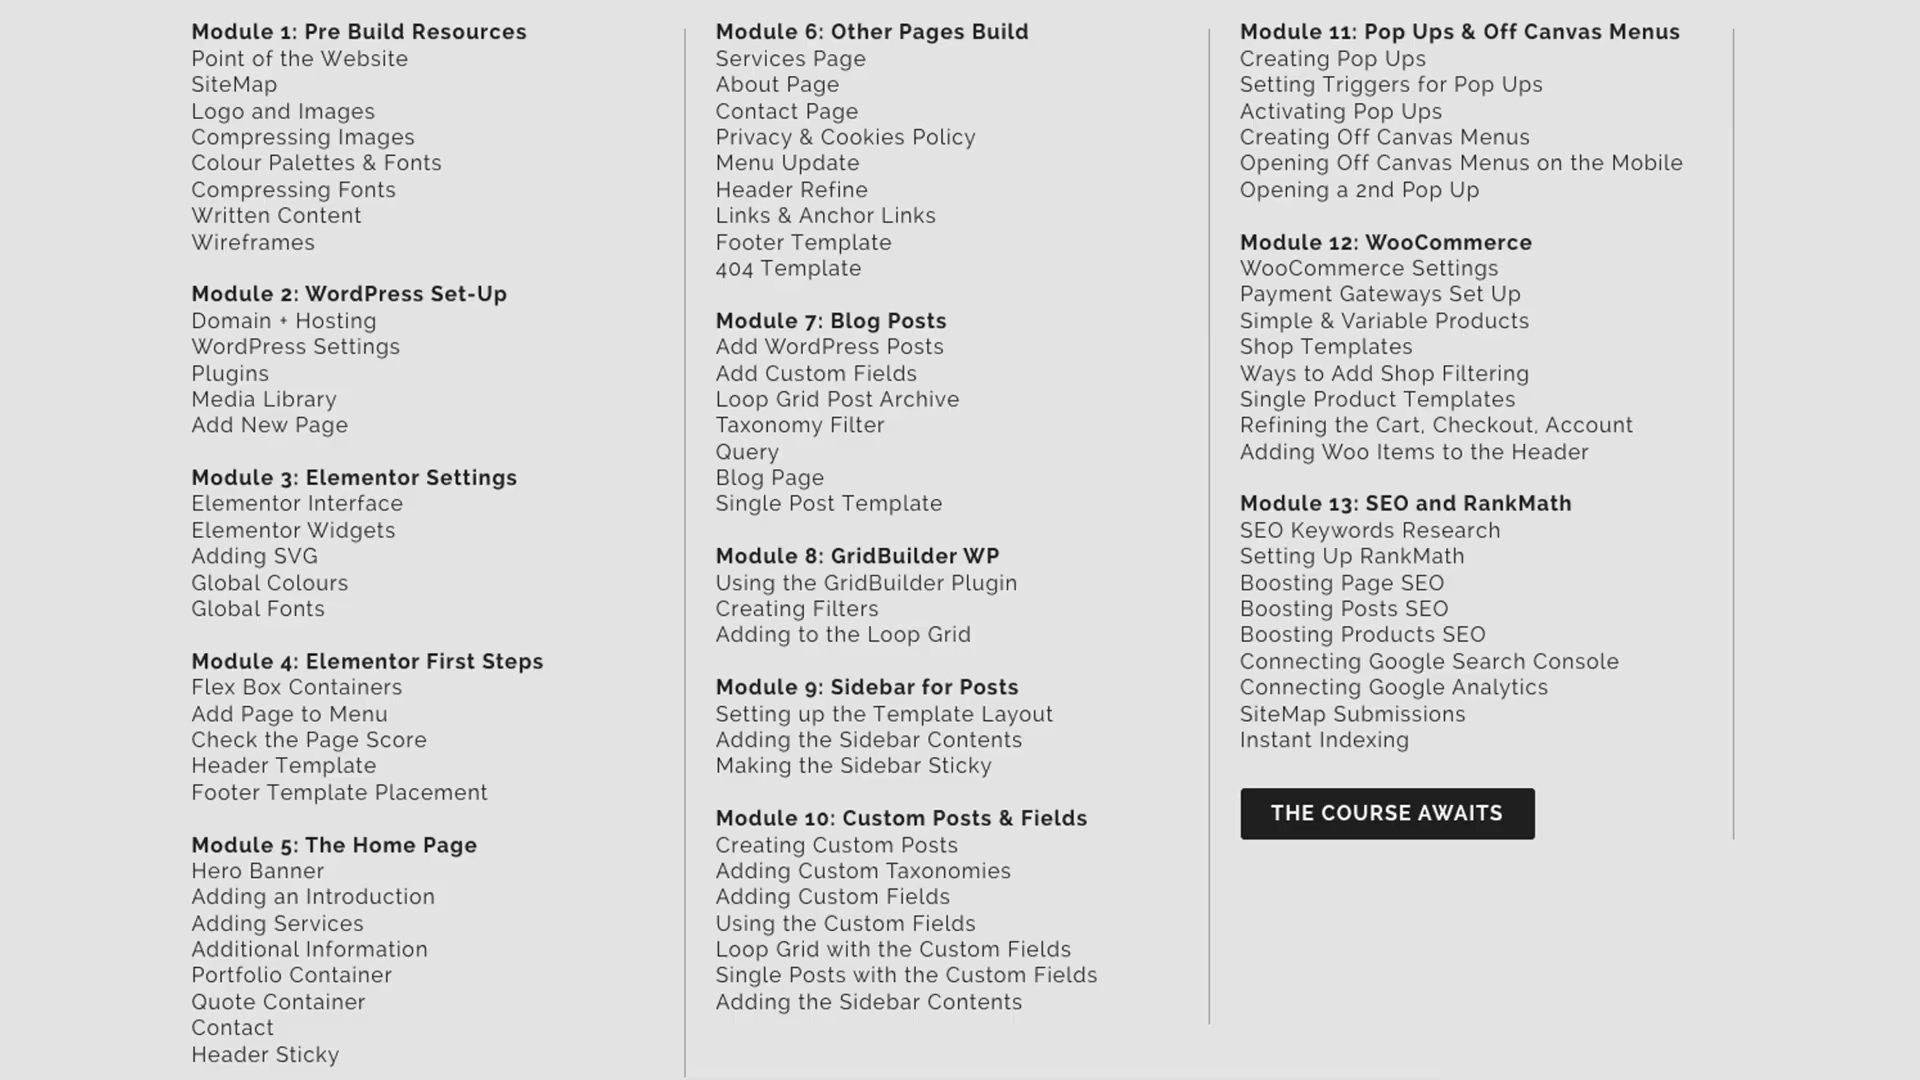 Module 1: Pre Build Resources
Point of the Website
SiteMap
Logo and Images
Compressing Images
Colour Palettes & Fonts
Compressing Fonts
Written Content
Wireframes
Module 2: WordPress Set-Up
Domain + Hosting
WordPress Settings
Plugins
Media Library
Add New Page
Module 3: Elementor Settings
Elementor Interface
Elementor Widgets
Adding SVG
Global Colours
Global Fonts
Module 4: Elementor First Steps
Flex Box Containers
Add Page to Menu
Check the Page Score
Header Template
Footer Template Placement
Module 5: The Home Page
Hero Banner
Adding an Introduction
Adding Services
Additional Information
Portfolio Container
Quote Container
Contact
Header Sticky
Module 6: Other Pages Build
Services Page
About Page
Contact Page
Privacy & Cookies Policy
Menu Update
Header Refine
Links & Anchor Links
Footer Template
404 Template
Module 7: Blog Posts
Add WordPress Posts
Add Custom Fields
Loop Grid Post Archive
Taxonomy Filter
Query
Blog Page
Single Post Template
Module 8: GridBuilder WP
Using the GridBuilder Plugin
Creating Filters
Adding to the Loop Grid
Module 9: Sidebar for Posts
Setting up the Template Layout
Adding the Sidebar Contents
Making the Sidebar Sticky
Module 10: Custom Posts & Fields
Creating Custom Posts
Adding Custom Taxonomies
Adding Custom Fields
Using the Custom Fields
Loop Grid with the Custom Fields
Single Posts with the Custom Fields
Adding the Sidebar Contents
Module 11: Pop Ups & Off Canvas Menus
Creating Pop Ups
Setting Triggers for Pop Ups
Activating Pop Ups
Creating Off Canvas Menus
Opening Off Canvas Menus on the Mobile
Opening a 2nd Pop Up
Module 12: WooCommerce
WooCommerce Settings
Payment Gateways Set Up
Simple & Variable Products
Shop Templates
Ways to Add Shop Filtering
Single Product Templates
Refining the Cart, Checkout, Account
Adding Woo Items to the Header
Module 13: SEO and RankMath
SEO Keywords Research
Setting Up RankMath
Boosting Page SEO
Boosting Posts SEO
Boosting Products SEO
Connecting Google Search Console
Connecting Google Analytics
SiteMap Submissions
Instant Indexing
THE COURSE AWAITS